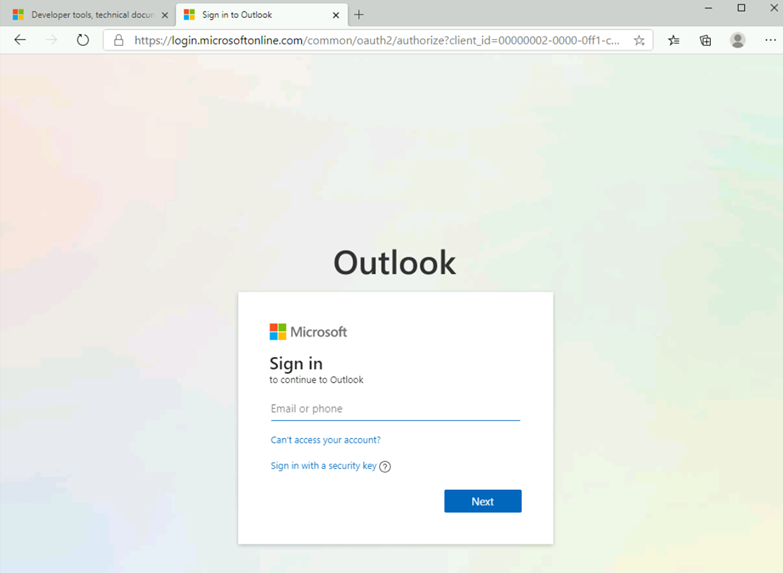 Developer tools, technical docum
Sign in to Outlook
https://login.microsoftonline.com/common/oauth2/authorize?client_id=00000002-0000-0ff1-c...
Outlook
Microsoft
Sign in
to continue to Outlook
Email or phone
Can't access your account?
Sign in with a security key ?
Next